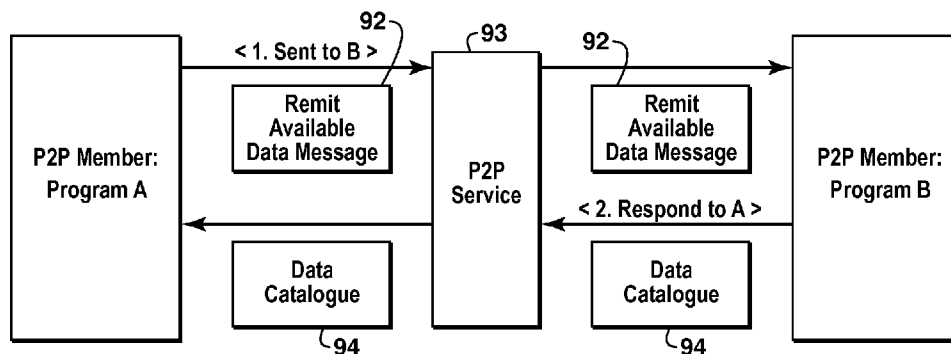 92
93
92
< 1. Sent to B >
Remit
Available
Data Message
Remit
Available
Data Message
P2P Member:
Program A
P2P
Service
P2P Member:
Program B
< 2. Respond to A >
Data
Catalogue
Data
Catalogue
94
94